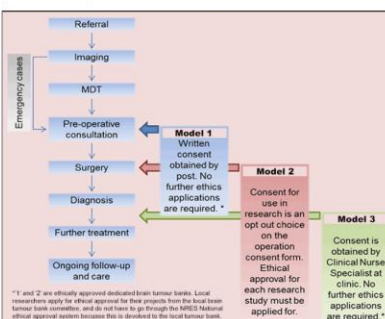 Referral
Imaging
Emergency cases
MDT
Pre-operative
consultation
Surgery
Diagnosis
Further treatment
Ongoing follow-up
and care
Model 1
Written
consent
obtained by
post. No
further ethics
applications
are required. *
Model 2
Consent for
use in
research is an
opt out choice
on the
operation
consent form.
Ethical
approval for
each research
study must be
applied for.
Model 3
Consent is
obtained by
Clinical Nurse
Specialist at
clinic. No
further ethics
applications
are required *
*'1' and '2' are ethically approved dedicated brain tumour banks. Local
researchers apply for ethical approval for their projects from the local brain
tumour bank committee, and do not have to go through the NRES National
ethical approval system because this is devolved to the local tumour bank.